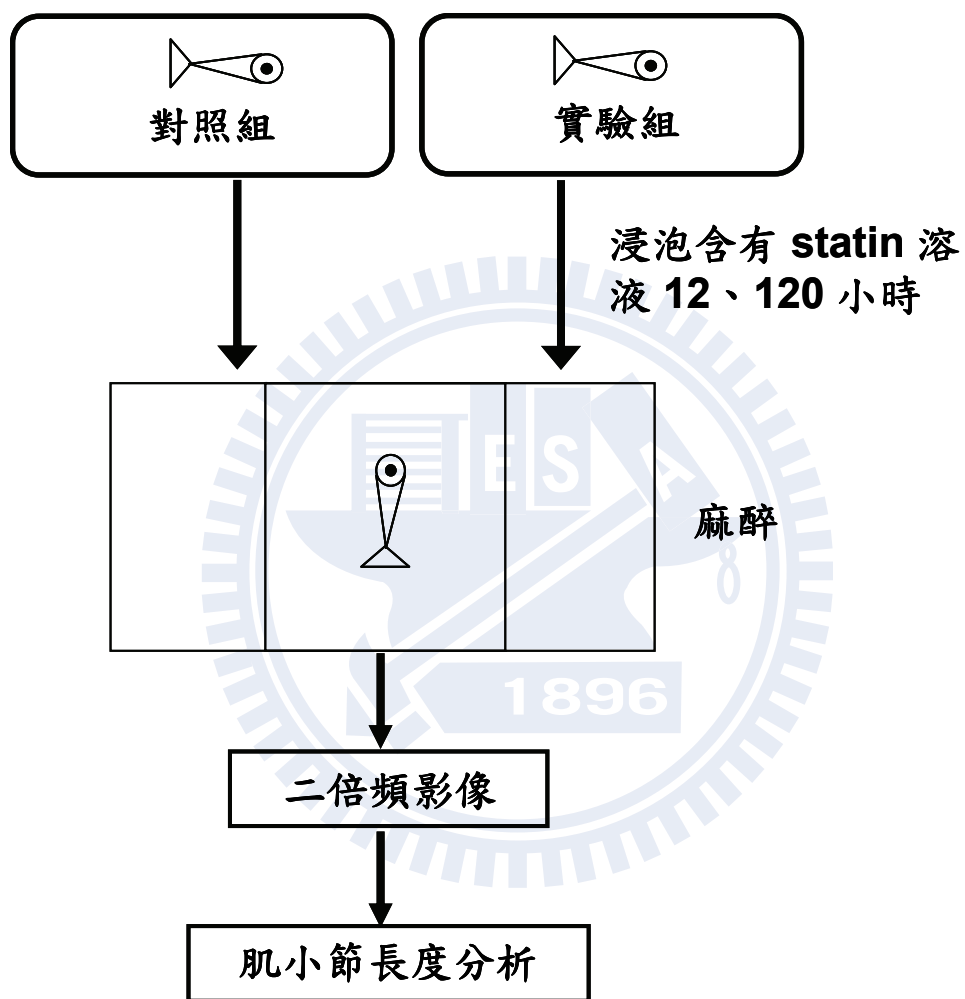 對照組
實驗組
浸泡含有 statin 溶
液 12、120 小時
ES
A
麻醉
1896
二倍頻影像
肌小節長度分析